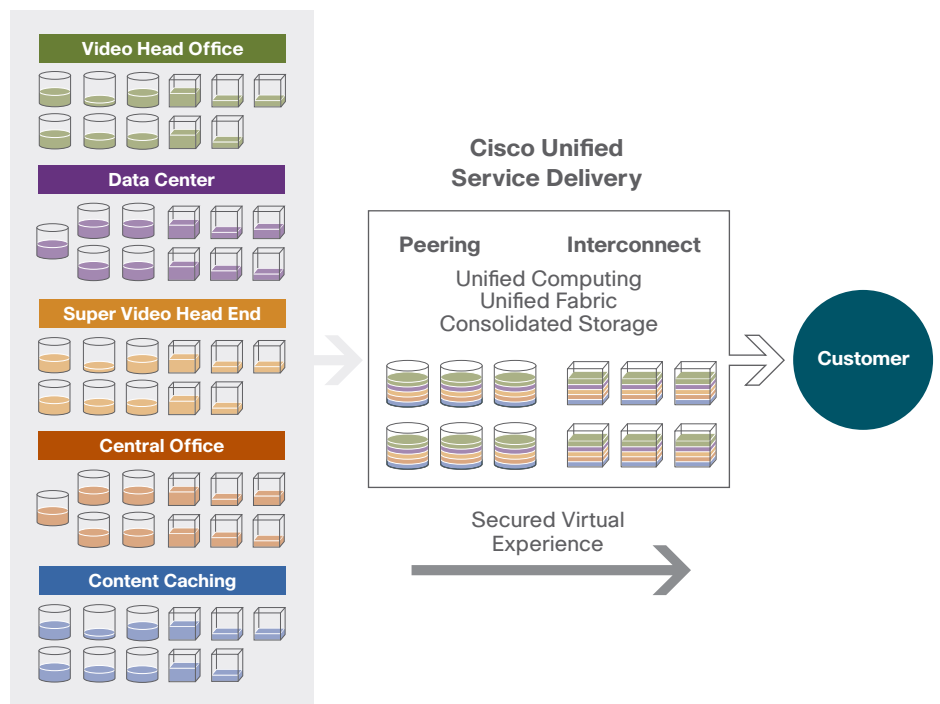 Video Head Office
Data Center
Super Video Head End
Central Office
Content Caching
Cisco Unified
Service Delivery
Peering
Interconnect
Unified Computing
Unified Fabric
Consolidated Storage
Secured Virtual
Experience
Customer